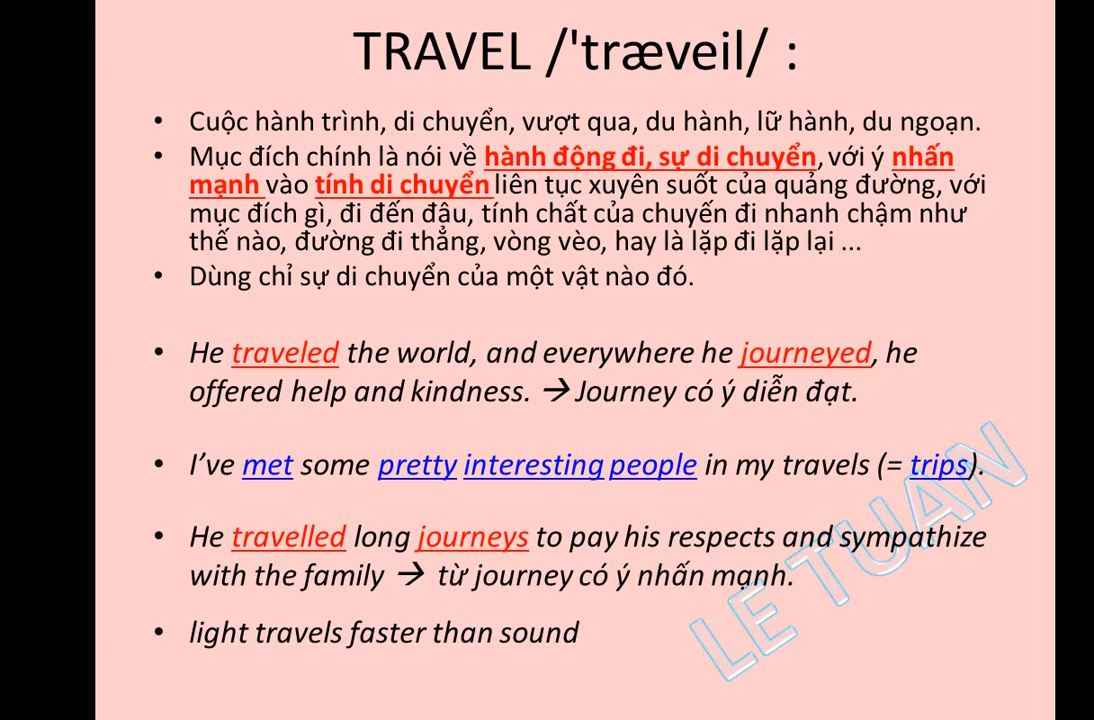 TRAVEL /'træveil/ :
• Cuộc hành trình, di chuyển, vượt qua, du hành, lữ hành, du ngoạn.
• Mục đích chính là nói về hành động đi, sự di chuyển, với ý nhấn
mạnh vào tính di chuyển liên tục xuyên suốt của quảng đường, với
mục đích gì, đi đến đậu, tính chất của chuyến đi nhanh chậm như
thế nào, đường đi thẳng, vòng vèo, hay là lặp đi lặp lại ...
• Dùng chỉ sự di chuyển của một vật nào đó.
• He traveled the world, and everywhere he journeyed, he
offered help and kindness. → Journey có ý diễn đạt.
• I’ve met some pretty interesting people in my travels (= trips).
• He travelled long journeys to pay his respects and sympathize
with the family → từ journey có ý nhấn mạnh.
• light travels faster than sound
LE TUAN